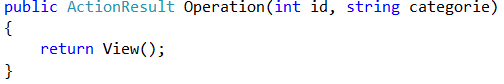 public ActionResult Operation(int id, string categorie)
{
    return View();
}